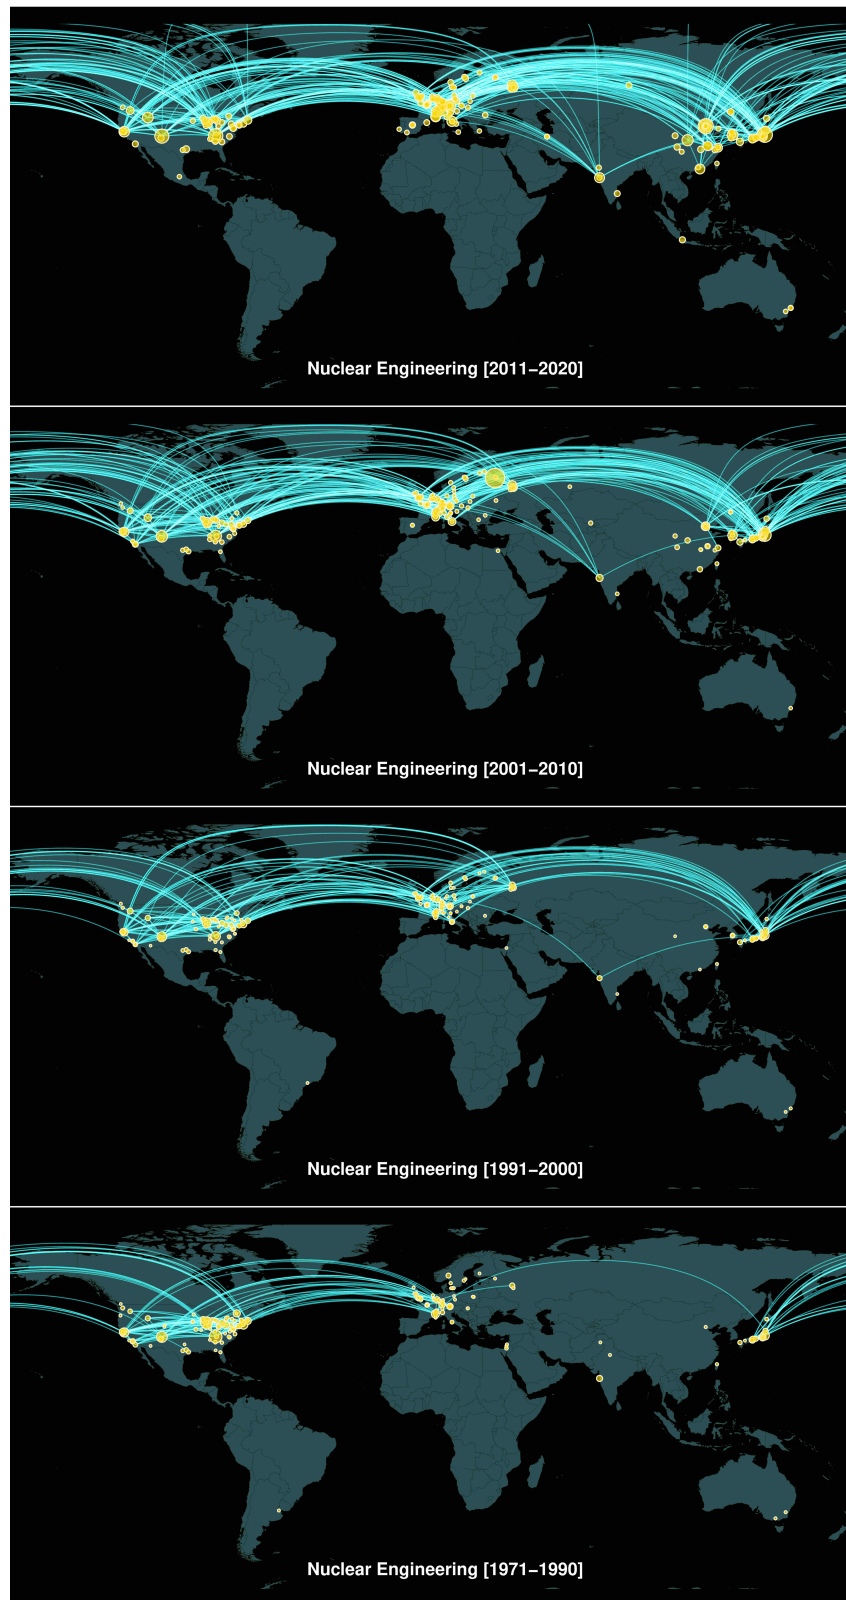 Nuclear Engineering [2011−2020]
Nuclear Engineering [2001−2010]
Nuclear Engineering [1991−2000]
Nuclear Engineering [1971−1990]